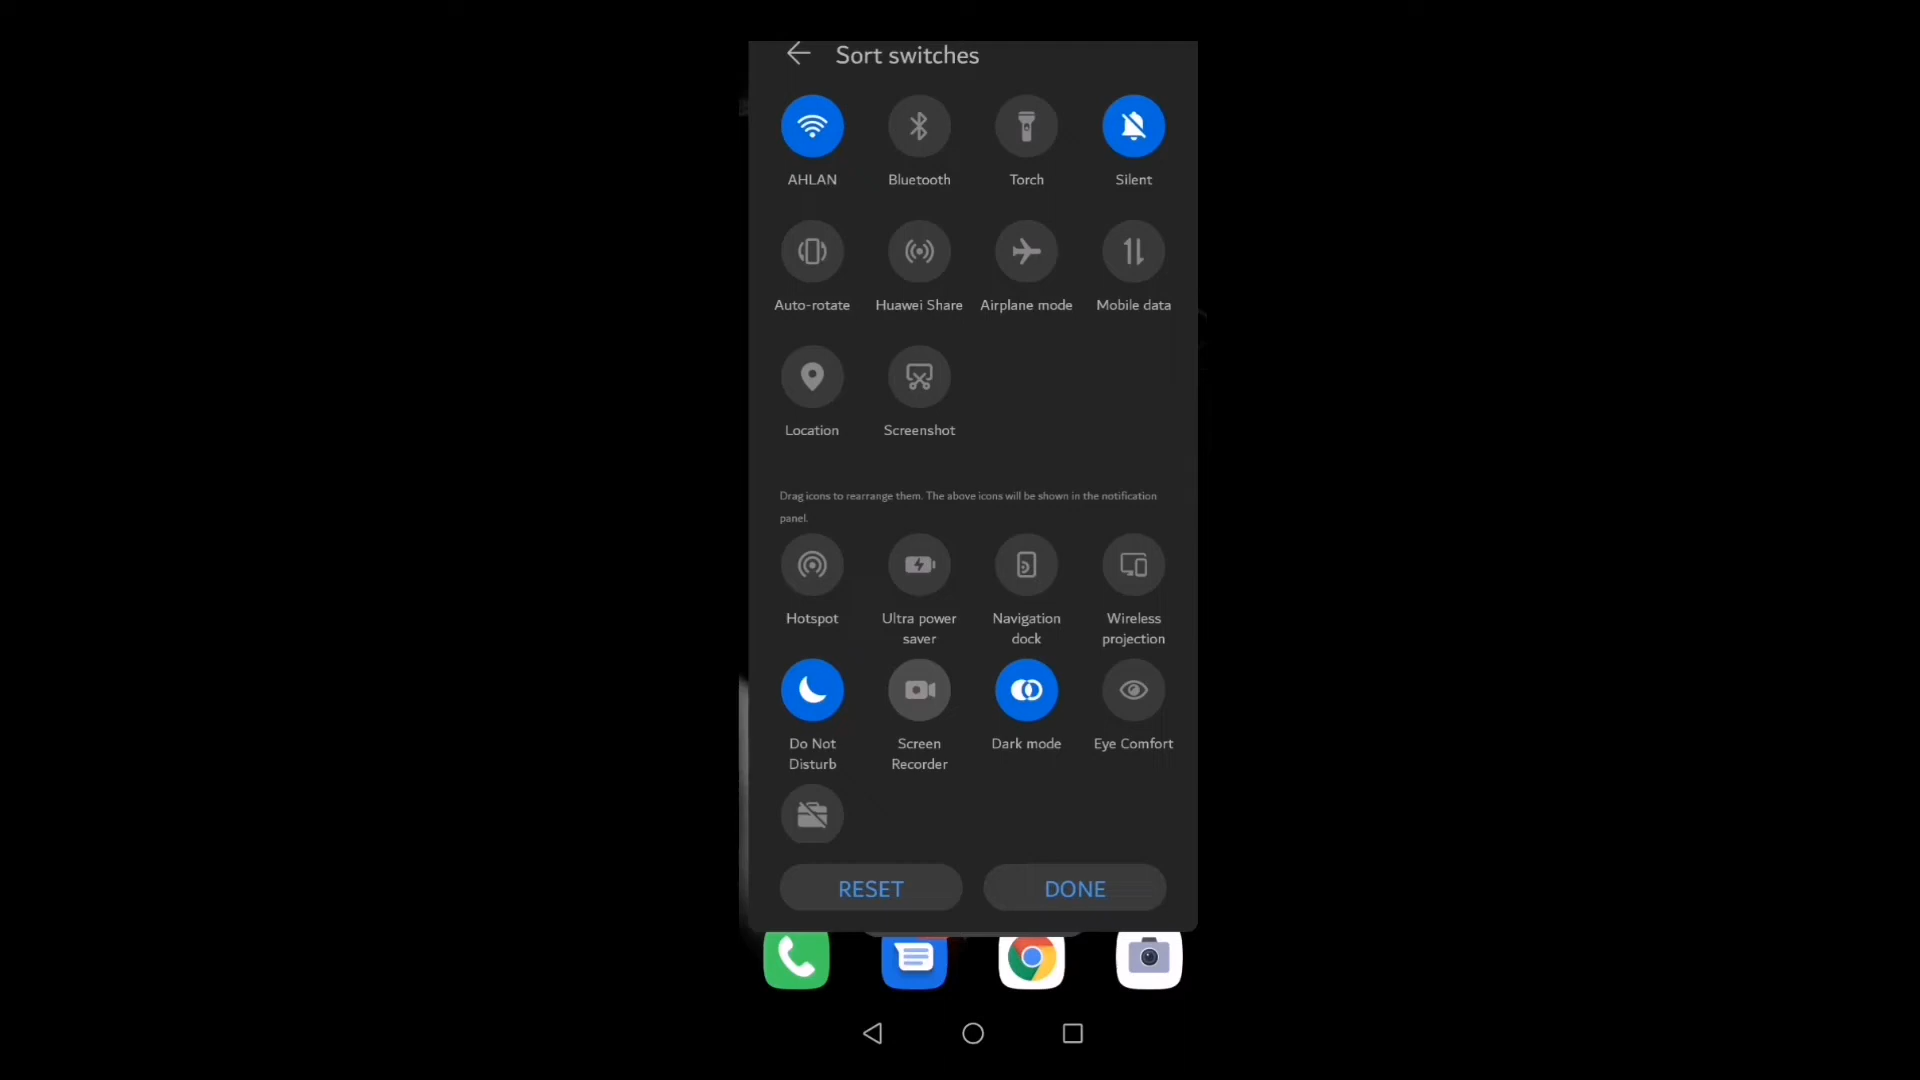 Sort switches
AHLAN Bluetooth Torch Silent
Auto-rotate Huawei Share Airplane mode Mobile data
Location Screenshot
Drag icons to rearrange them. The above icons will be shown in the notification
panel.
Hotspot Ultra power Navigation Wireless
saver dock projection
Do Not Screen Dark mode Eye Comfort
Disturb Recorder
RESET DONE